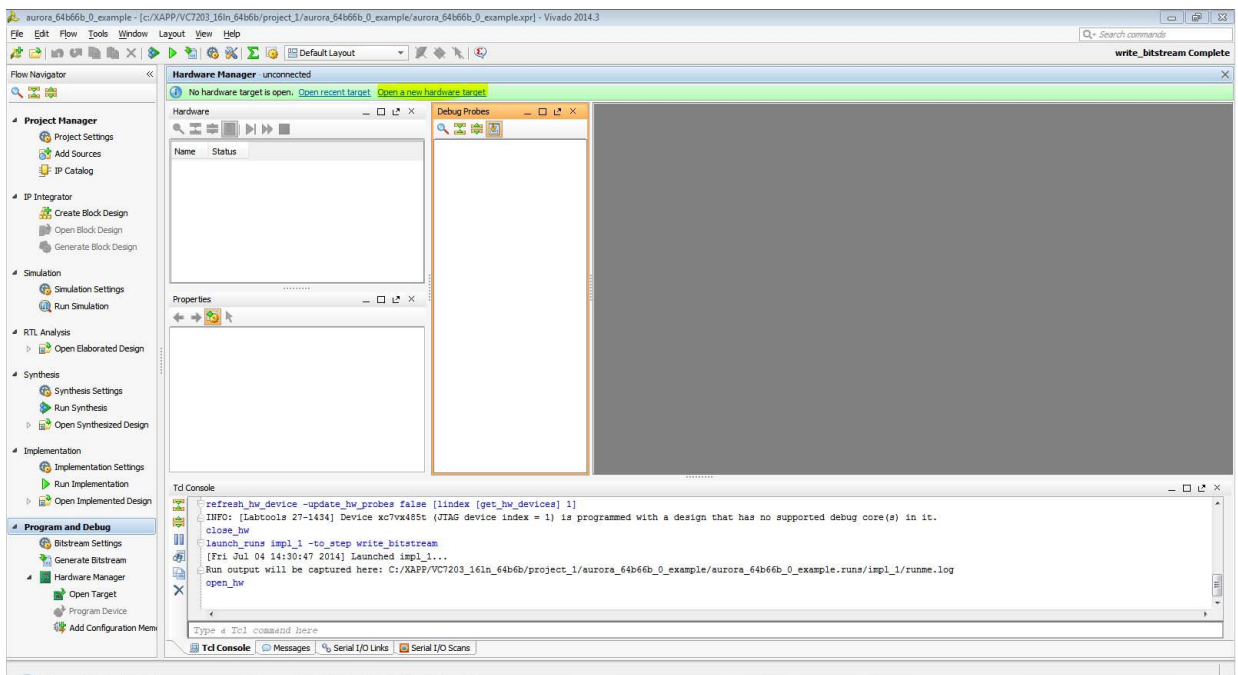 aurora_64b66b_0_example - [c:/XAPP/VC7203_16ln_64b6b/project_1/aurora_64b66b_0_example/aurora_64b66b_0_example.xpr] - Vivado 2014.3
File Edit Flow Tools Window Layout View Help
Search commands
Default Layout
write_bitstream Complete
Flow Navigator
Hardware Manager - unconnected
No hardware target is open. Open recent target Open a new hardware target
Project Manager
Project Settings
Add Sources
IP Catalog
IP Integrator
Create Block Design
Open Block Design
Generate Block Design
Simulation
Simulation Settings
Run Simulation
RTL Analysis
Open Elaborated Design
Synthesis
Synthesis Settings
Run Synthesis
Open Synthesized Design
Implementation
Implementation Settings
Run Implementation
Open Implemented Design
Program and Debug
Bitstream Settings
Generate Bitstream
Hardware Manager
Open Target
Program Device
Add Configuration Mem
Hardware
Name Status
Properties
Debug Probes
Tcl Console
refresh_hw_device -update_hw_probes false [lindex [get_hw_devices] 1]
INFO: [Labtools 27-1434] Device xc7vx485t (JTAG device index = 1) is programmed with a design that has no supported debug core(s) in it.
close_hw
launch_runs impl_1 -to_step write_bitstream
[Fri Jul 04 14:30:47 2014] Launched impl_1...
Run output will be captured here: C:/XAPP/VC7203_16ln_64b6b/project_1/aurora_64b66b_0_example/aurora_64b66b_0_example.runs/impl_1/runme.log
open_hw
Type a Tcl command here
Tcl Console Messages Serial I/O Links Serial I/O Scans